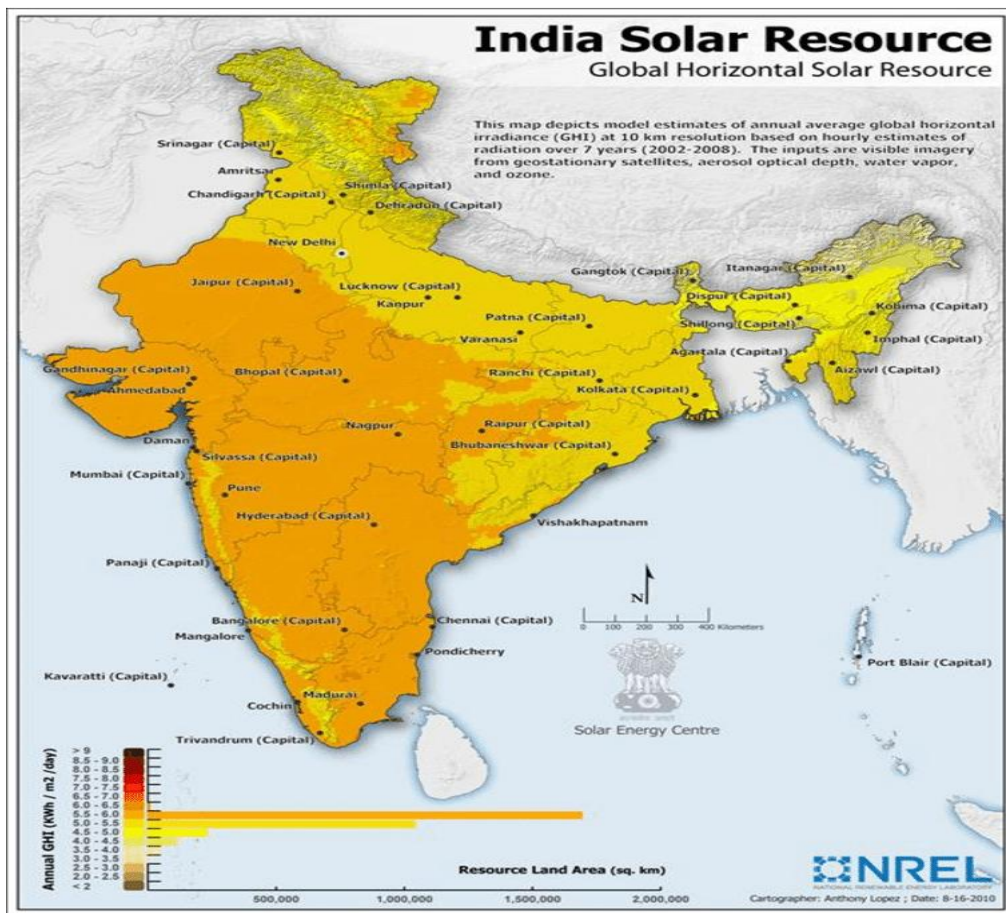 India Solar Resource
Global Horizontal Solar Resource
This map depicts model estimates of annual average global horizontal
irradiance (GHI) at 10 km resolution based on hourly estimates of
radiation over 7 years (2002-2008). The inputs are visible imagery
from geostationary satellites, aerosol optical depth, water vapor,
and ozone.
Srinagar (Capital)
Amritsar
Shimla (Capital)
Chandigarh (Capital)
Dehradun (Capital)
New Delhi
Gangtok (Capital)
Itanagar (Capital)
Jaipur (Capital)
Lucknow (Capital)
Kanpur
Dispur (Capital)
Kohima (Capital)
Patna (Capital)
Shillong (Capital)
Varanasi
Imphal (Capital)
Agartala (Capital)
Gandhinagar (Capital)
Bhopal (Capital)
Ranchi (Capital)
Aizawl (Capital)
Ahmedabad
Kolkata (Capital)
Nagpur
Raipur (Capital)
Daman
Bhubaneshwar (Capital)
Silvassa (Capital)
Mumbai (Capital)
Pune
Hyderabad (Capital)
Vishakhapatnam
Panaji (Capital)
N
0 100 200 300 400 Kilometers
Bangalore (Capital)
Chennai (Capital)
Mangalore
Pondicherry
Port Blair (Capital)
Kavaratti (Capital)
Madurai
Cochin
Solar Energy Centre
Trivandrum (Capital)
Annual GHI (KWh / m2 /day)
> 9
8.5 - 9.0
8.0 - 8.5
7.5 - 8.0
7.0 - 7.5
6.5 - 7.0
6.0 - 6.5
5.5 - 6.0
5.0 - 5.5
4.5 - 5.0
4.0 - 4.5
3.5 - 4.0
3.0 - 3.5
2.5 - 3.0
2.0 - 2.5
< 2
Resource Land Area (sq. km)
500,000 1,000,000 1,500,000 2,000,000
NREL
NATIONAL RENEWABLE ENERGY LABORATORY
Cartographer: Anthony Lopez ; Date: 8-16-2010